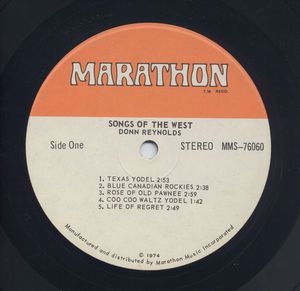 MARATHON
T.M. REGD.
SONGS OF THE WEST
DONN REYNOLDS
Side One
STEREO MMS-76060
1. TEXAS YODEL 2:53
2. BLUE CANADIAN ROCKIES 2:38
3. ROSE OF OLD PAWNEE 2:59
4. COO COO WALTZ YODEL 1:42
5. LIFE OF REGRET 2:49
© 1974
Manufactured and distributed by Marathon Music Incorporated